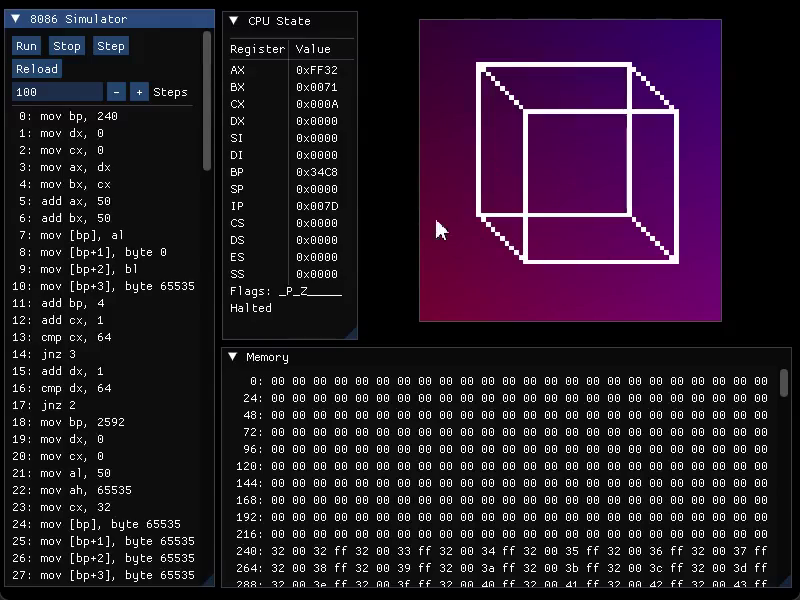 8086 Simulator
Run Stop Step
Reload
100 - + Steps
0: mov bp, 240
1: mov dx, 0
2: mov cx, 0
3: mov ax, dx
4: mov bx, cx
5: add ax, 50
6: add bx, 50
7: mov [bp], al
8: mov [bp+1], byte 0
9: mov [bp+2], bl
10: mov [bp+3], byte 65535
11: add bp, 4
12: add cx, 1
13: cmp cx, 64
14: jnz 3
15: add dx, 1
16: cmp dx, 64
17: jnz 2
18: mov bp, 2592
19: mov dx, 0
20: mov cx, 0
21: mov al, 50
22: mov ah, 65535
23: mov cx, 32
24: mov [bp], byte 65535
25: mov [bp+1], byte 65535
26: mov [bp+2], byte 65535
27: mov [bp+3], byte 65535
CPU State
Register Value
AX 0xFF32
BX 0x0071
CX 0x000A
DX 0x0000
SI 0x0000
DI 0x0000
BP 0x34C8
SP 0x0000
IP 0x007D
CS 0x0000
DS 0x0000
ES 0x0000
SS 0x0000
Flags: _P_Z_____
Halted
Memory
0: 00 00 00 00 00 00 00 00 00 00 00 00 00 00 00 00 00 00 00 00 00 00 00 00
24: 00 00 00 00 00 00 00 00 00 00 00 00 00 00 00 00 00 00 00 00 00 00 00 00
48: 00 00 00 00 00 00 00 00 00 00 00 00 00 00 00 00 00 00 00 00 00 00 00 00
72: 00 00 00 00 00 00 00 00 00 00 00 00 00 00 00 00 00 00 00 00 00 00 00 00
96: 00 00 00 00 00 00 00 00 00 00 00 00 00 00 00 00 00 00 00 00 00 00 00 00
120: 00 00 00 00 00 00 00 00 00 00 00 00 00 00 00 00 00 00 00 00 00 00 00 00
144: 00 00 00 00 00 00 00 00 00 00 00 00 00 00 00 00 00 00 00 00 00 00 00 00
168: 00 00 00 00 00 00 00 00 00 00 00 00 00 00 00 00 00 00 00 00 00 00 00 00
192: 00 00 00 00 00 00 00 00 00 00 00 00 00 00 00 00 00 00 00 00 00 00 00 00
216: 00 00 00 00 00 00 00 00 00 00 00 00 00 00 00 00 00 00 00 00 00 00 00 00
240: 32 00 32 ff 32 00 33 ff 32 00 34 ff 32 00 35 ff 32 00 36 ff 32 00 37 ff
264: 32 00 38 ff 32 00 39 ff 32 00 3a ff 32 00 3b ff 32 00 3c ff 32 00 3d ff
288: 32 00 3e ff 32 00 3f ff 32 00 40 ff 32 00 41 ff 32 00 42 ff 32 00 43 ff